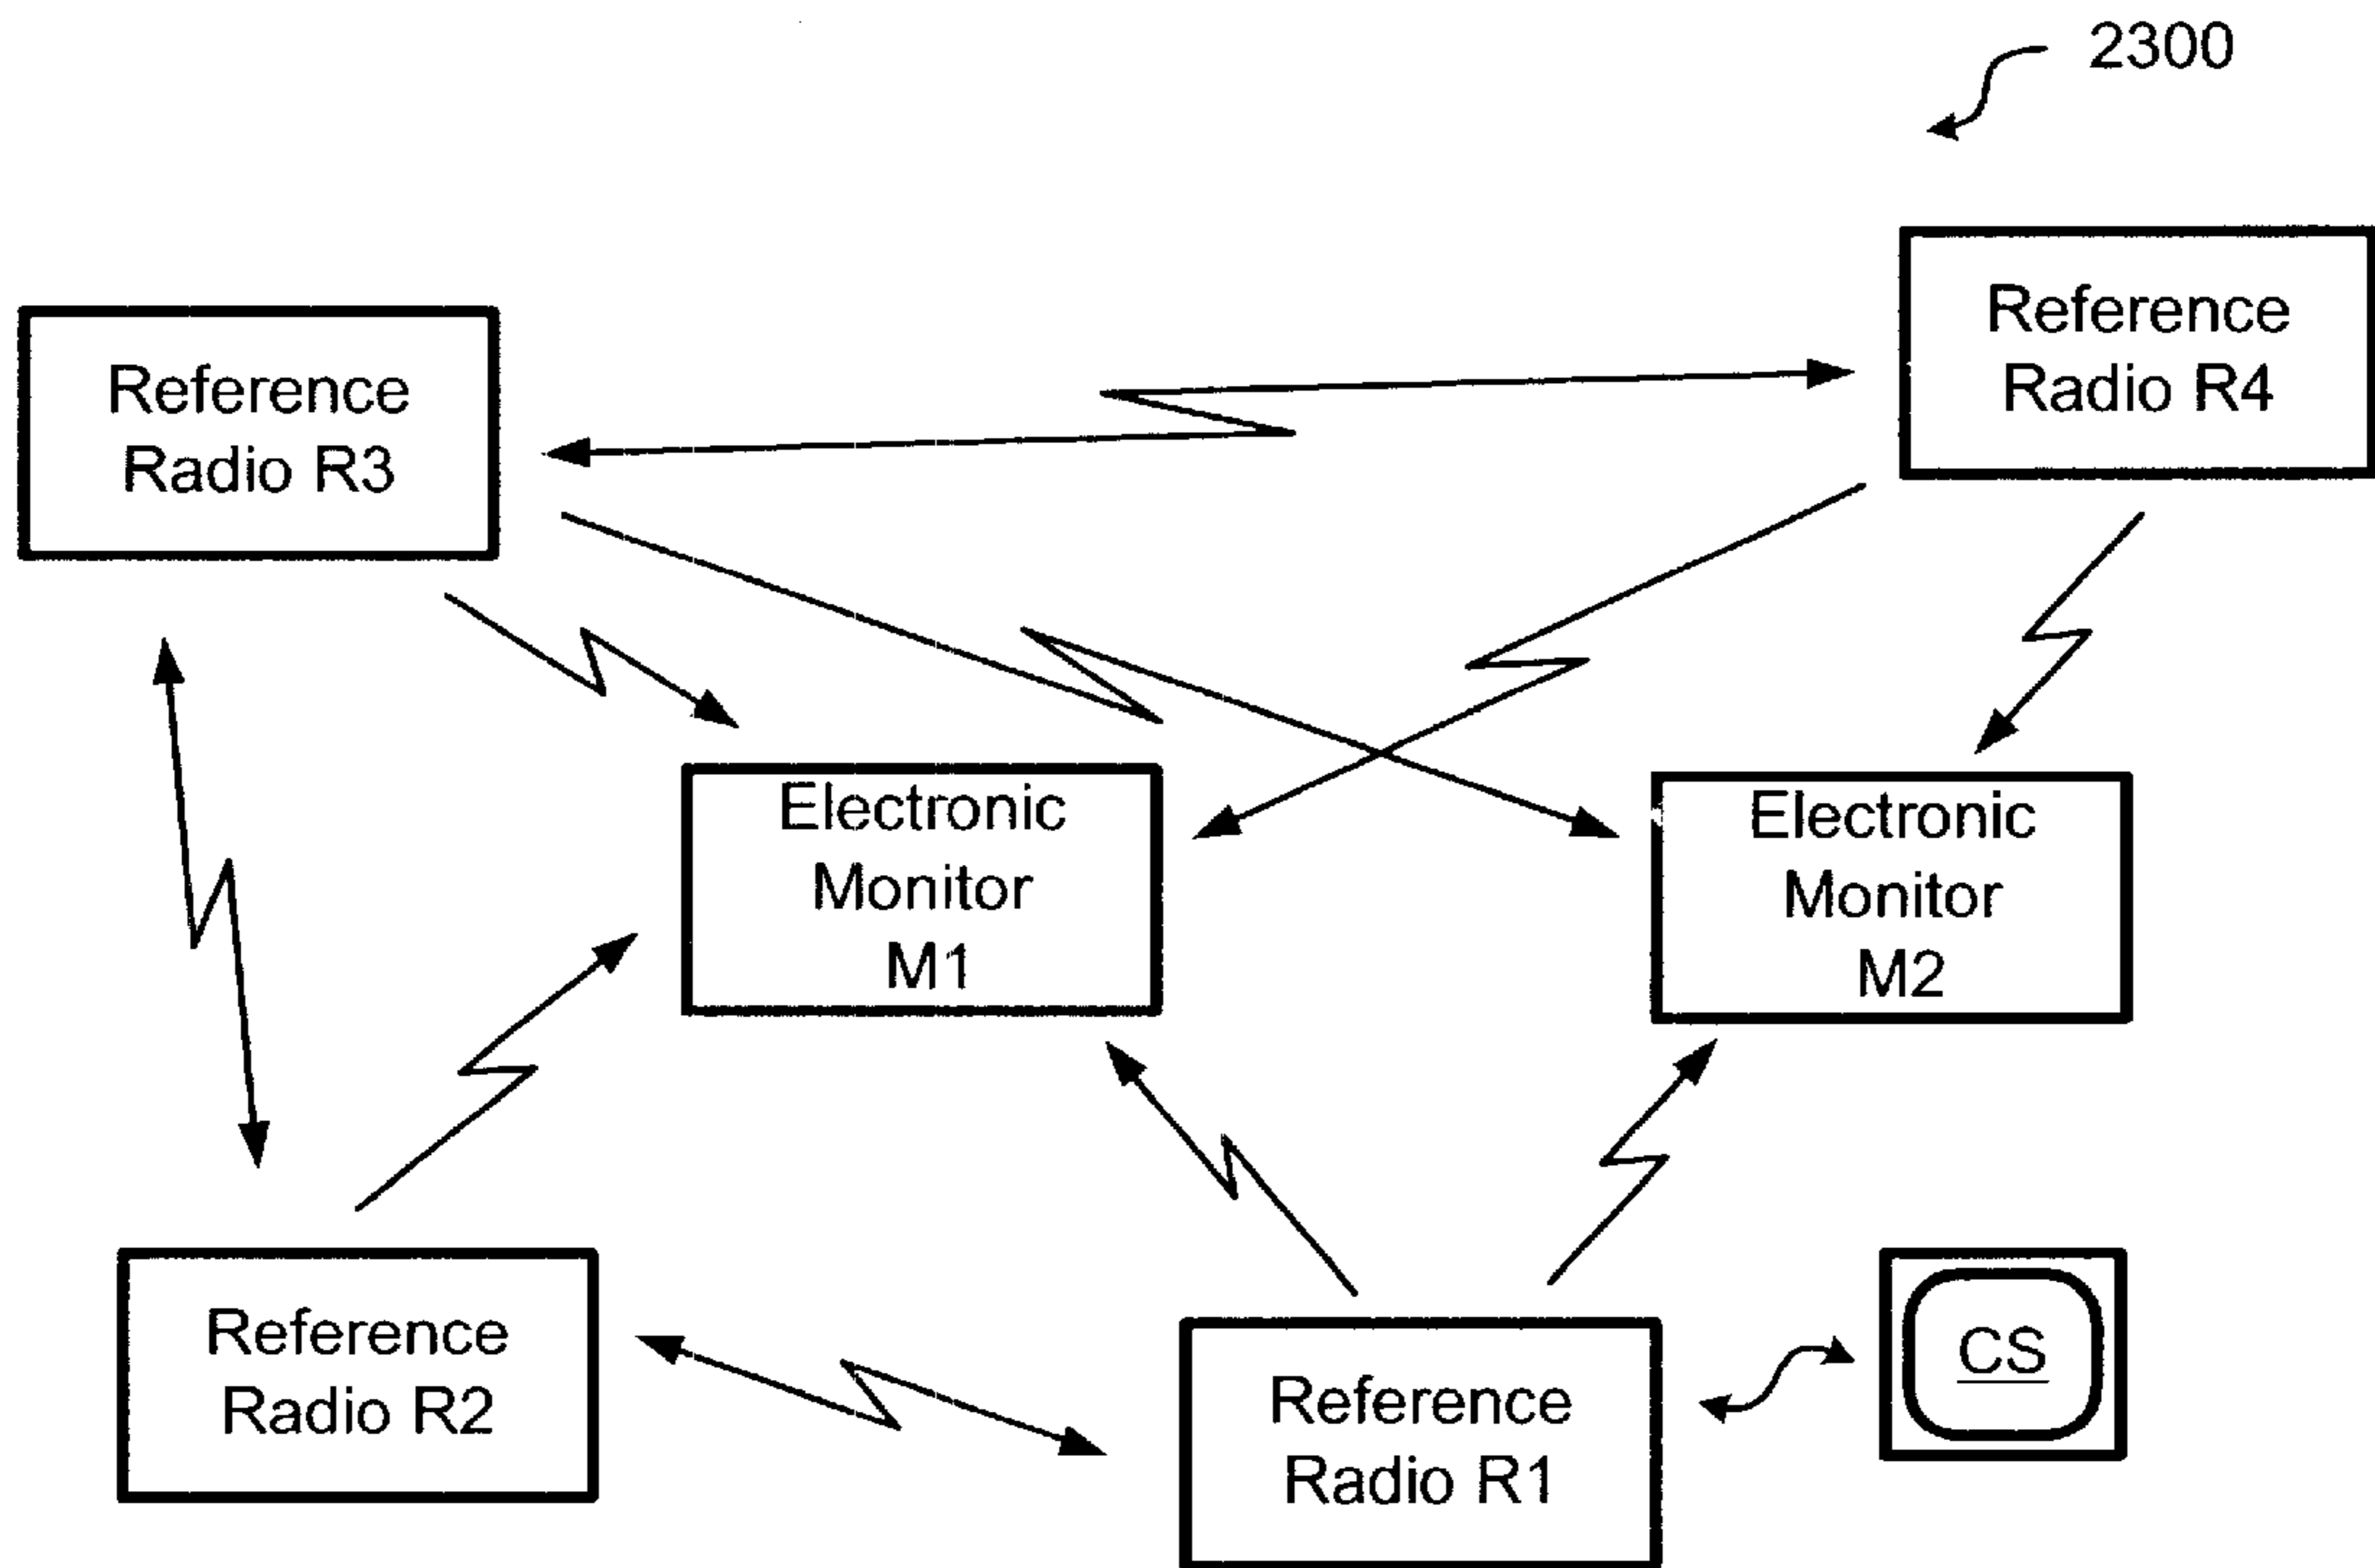 2300
Reference
Radio R4
Reference
Radio R3
Electronic
Monitor
M1
Electronic
Monitor
M2
Reference
Radio R2
Reference
Radio R1
CS